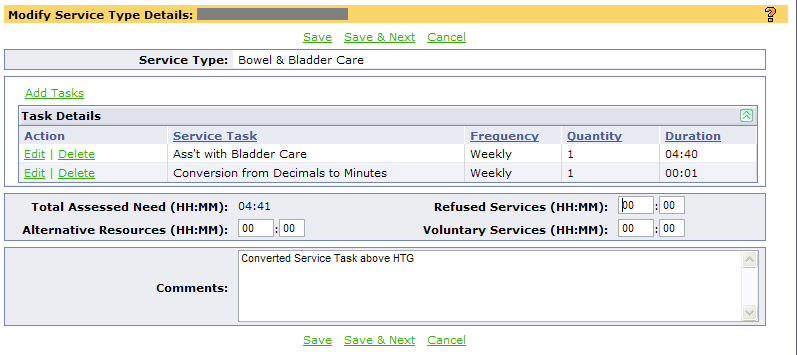 Modify Service Type Details: ?
Save Save & Next Cancel
Service Type: Bowel & Bladder Care
Add Tasks
Task Details
Action Service Task Frequency Quantity Duration
Edit | Delete Ass't with Bladder Care Weekly 1 04:40
Edit | Delete Conversion from Decimals to Minutes Weekly 1 00:01
Total Assessed Need (HH:MM): 04:41 Refused Services (HH:MM): 00 : 00
Alternative Resources (HH:MM): 00 : 00 Voluntary Services (HH:MM): 00 : 00
Converted Service Task above HTG
Comments:
Save Save & Next Cancel